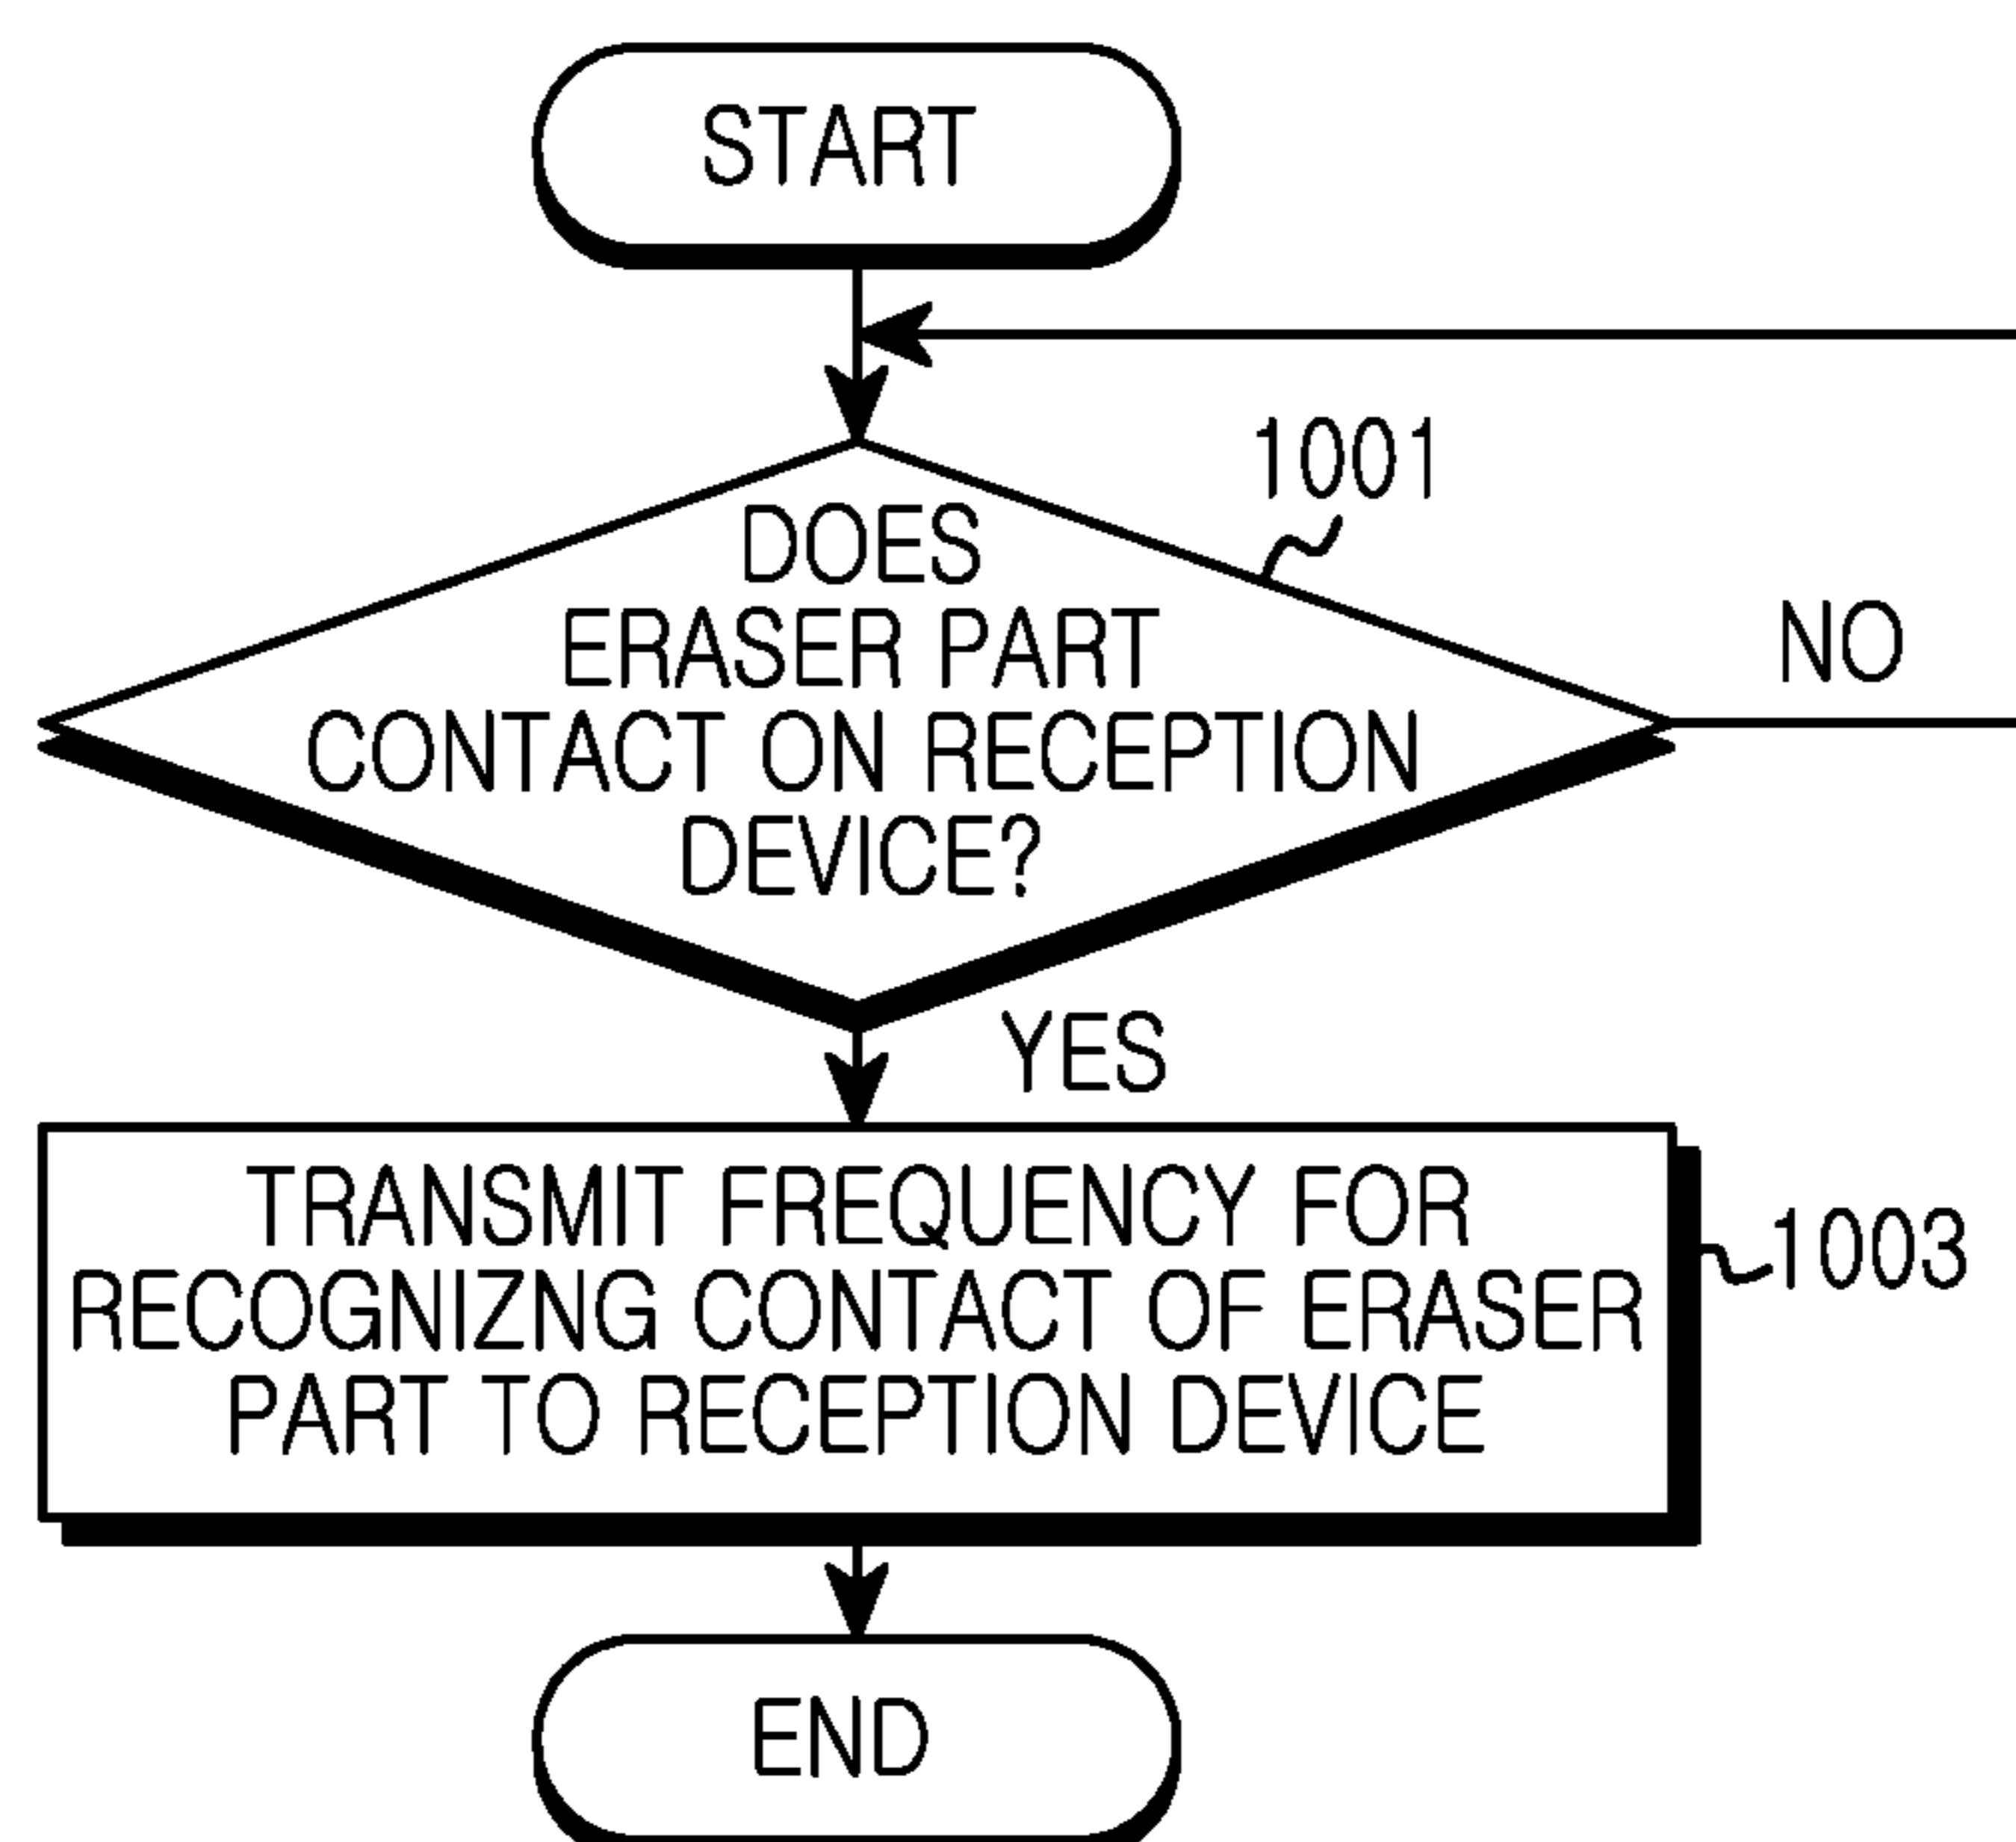 START
1001
DOES
ERASER PART
CONTACT ON RECEPTION
DEVICE?
NO
YES
TRANSMIT FREQUENCY FOR
RECOGNIZNG CONTACT OF ERASER
PART TO RECEPTION DEVICE
1003
END